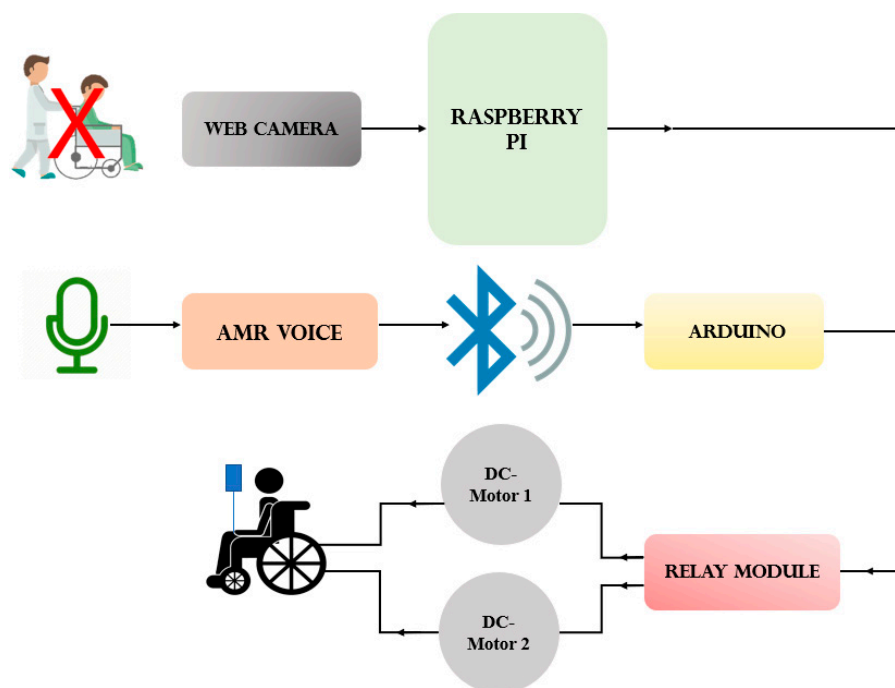 WEB CAMERA
RASPBERRY
PI
AMR VOICE
ARDUINO
DC-
Motor 1
RELAY MODULE
DC-
Motor 2